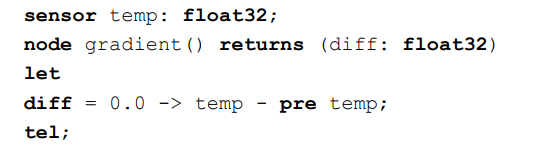 sensor temp: float32;
node gradient() returns (diff: float32)
let
diff = 0.0 -> temp - pre temp;
tel;